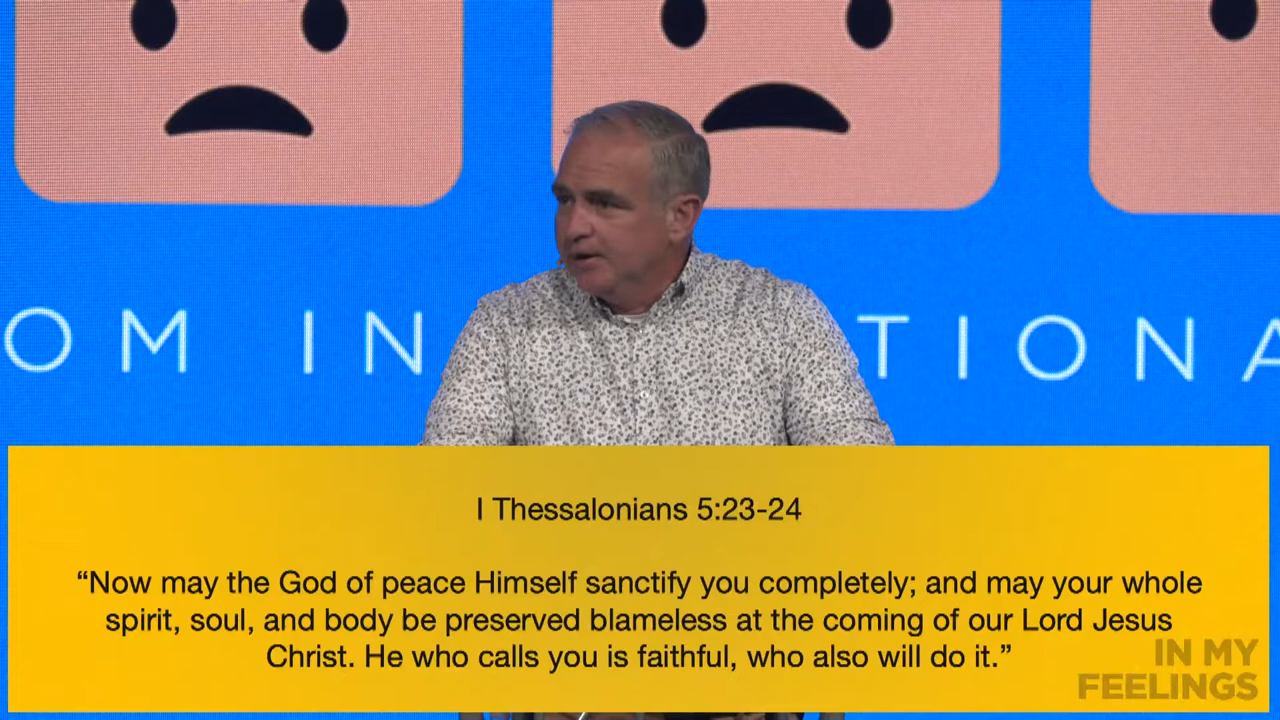 OM IN TIONA
I Thessalonians 5:23-24
“Now may the God of peace Himself sanctify you completely; and may your whole
spirit, soul, and body be preserved blameless at the coming of our Lord Jesus
Christ. He who calls you is faithful, who also will do it.”
IN MY
FEELINGS